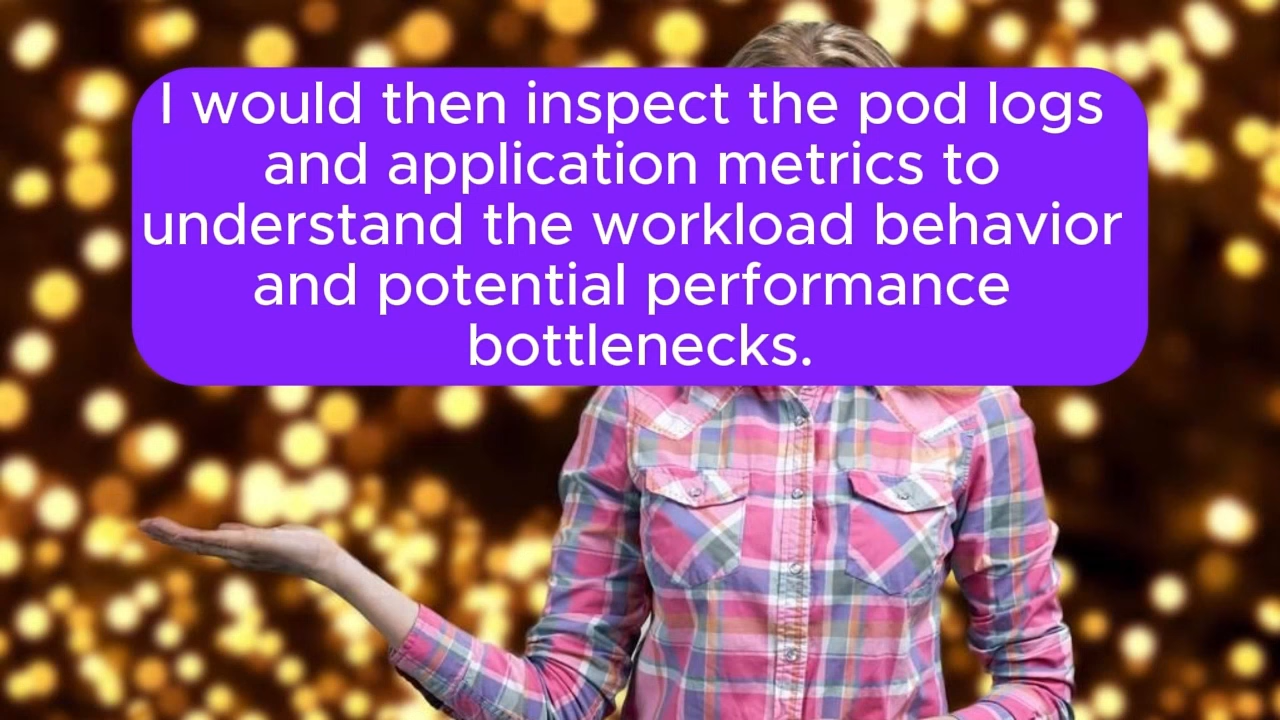 I would then inspect the pod logs
and application metrics to
understand the workload behavior
and potential performance
bottlenecks.